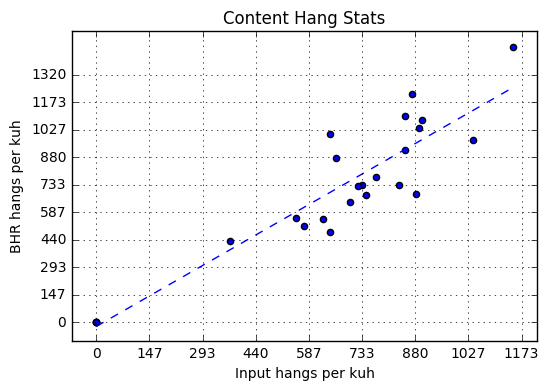 Content Hang Stats
BHR hangs per kuh
1320
1173
1027
880
733
587
440
293
147
0
0 147 293 440 587 733 880 1027 1173
Input hangs per kuh